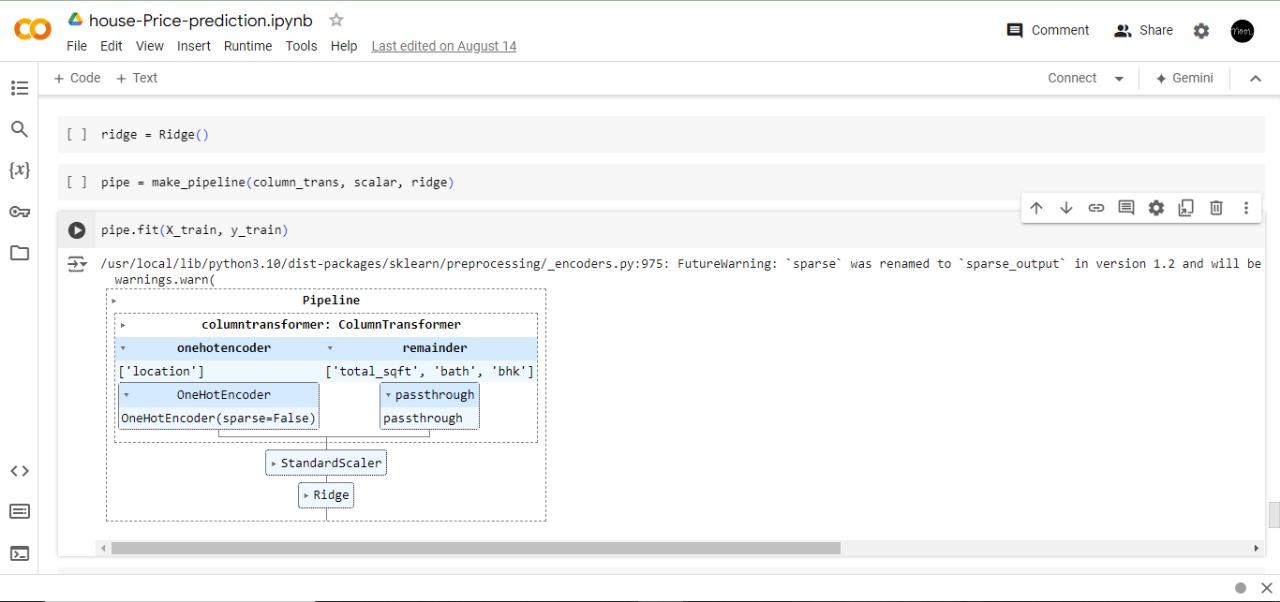 house-Price-prediction.ipynb
Comment Share
File Edit View Insert Runtime Tools Help Last edited on August 14
+ Code + Text Connect Gemini
[ ] ridge = Ridge()
[ ] pipe = make_pipeline(column_trans, scalar, ridge)
pipe.fit(X_train, y_train)
/usr/local/lib/python3.10/dist-packages/sklearn/preprocessing/_encoders.py:975: FutureWarning: `sparse` was renamed to `sparse_output` in version 1.2 and will be
warnings.warn(
Pipeline
columntransformer: ColumnTransformer
onehotencoder remainder
['location'] ['total_sqft', 'bath', 'bhk']
OneHotEncoder passthrough
OneHotEncoder(sparse=False) passthrough
StandardScaler
Ridge